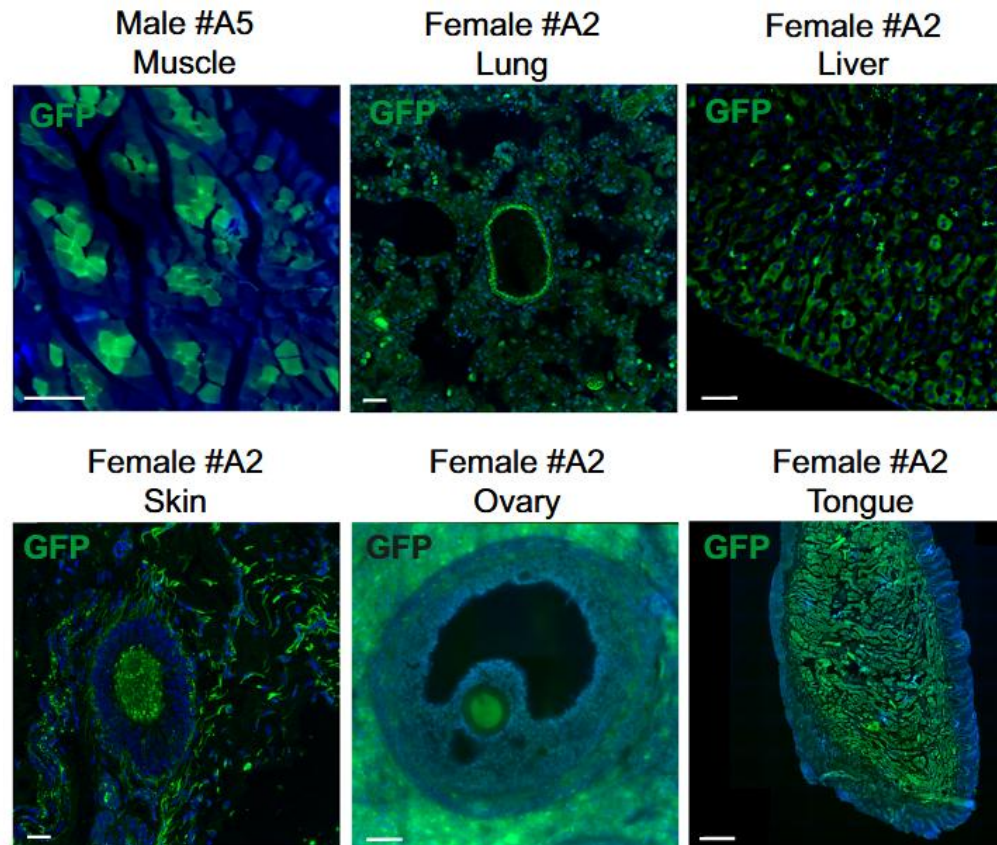 Male #A5
Muscle
Female #A2
Lung
Female #A2
Liver
GFP
GFP
GFP
Female #A2
Skin
Female #A2
Ovary
Female #A2
Tongue
GFP
GFP
GFP